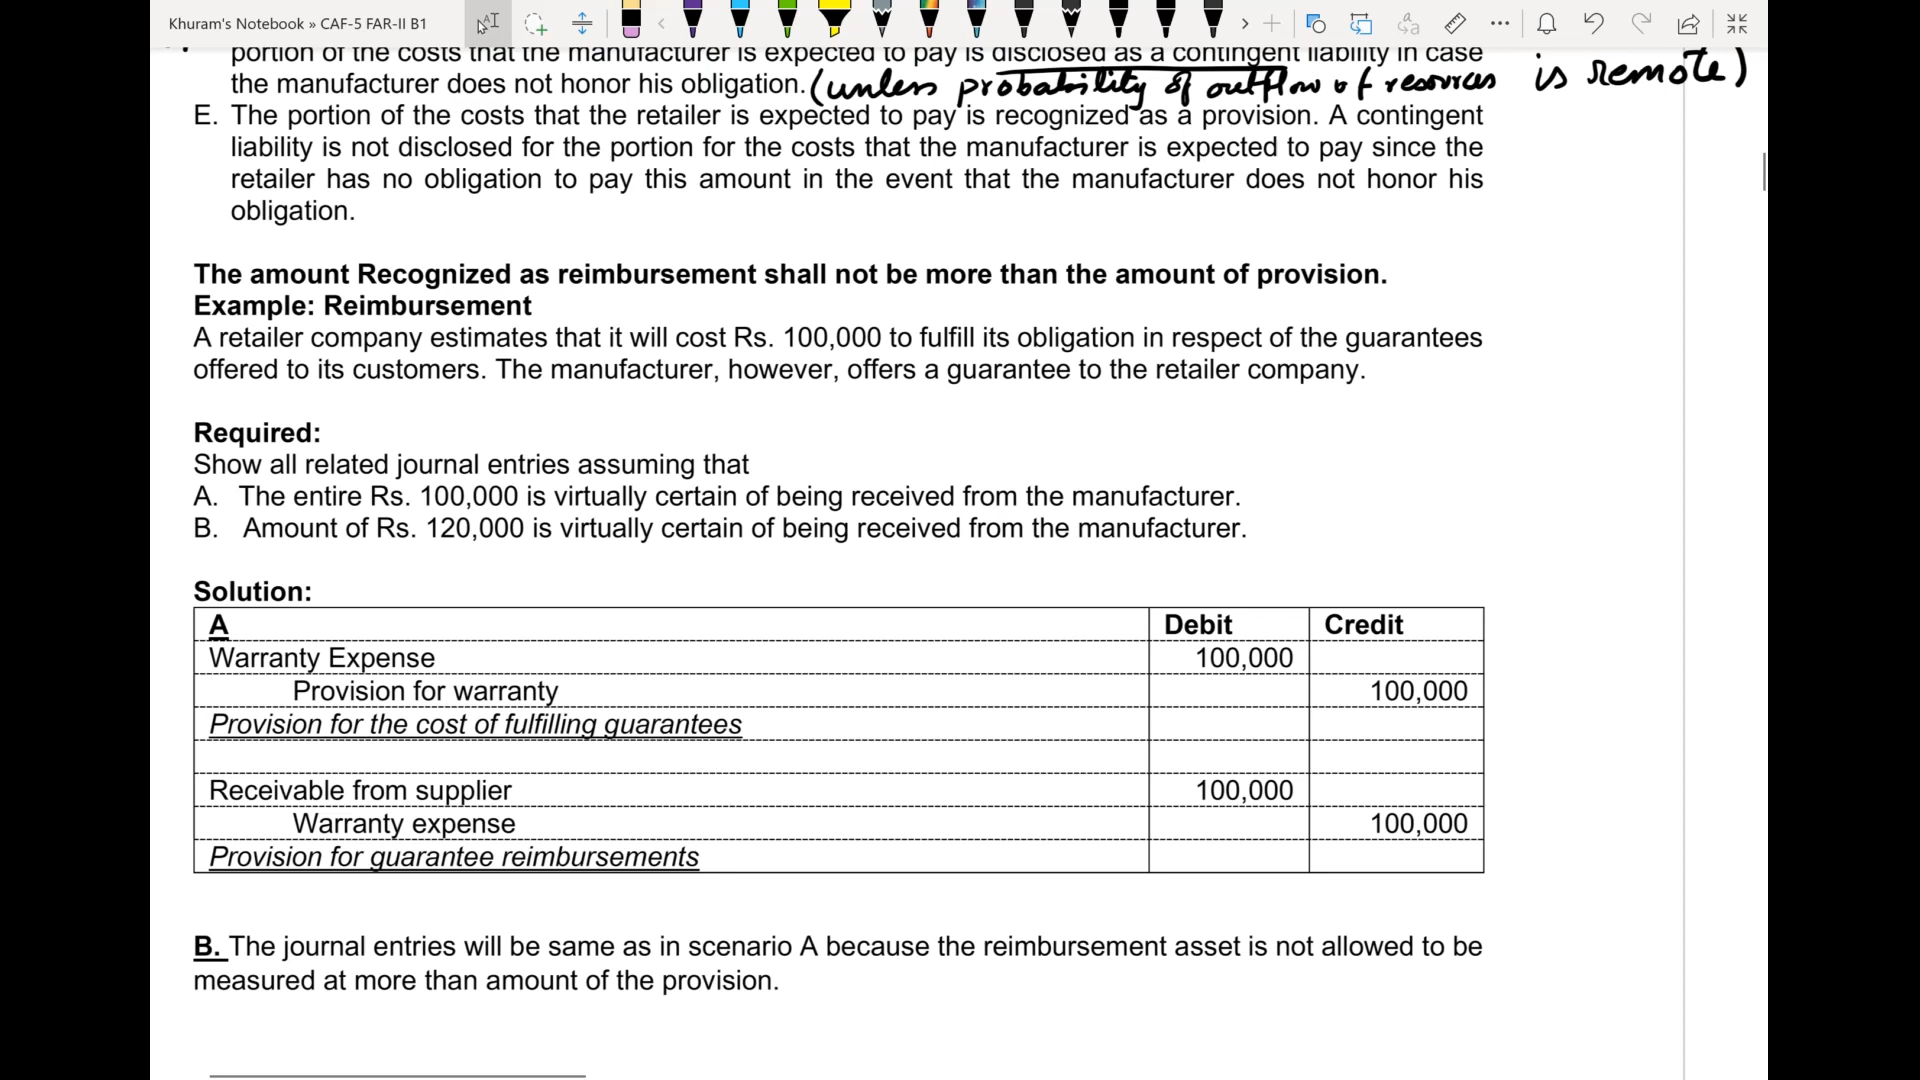 Khuram's Notebook » CAF-5 FAR-II B1
portion of the costs that the manufacturer is expected to pay is disclosed as a contingent liability in case
the manufacturer does not honor his obligation. (unless probability of outflow of resources is remote)
E. The portion of the costs that the retailer is expected to pay is recognized as a provision. A contingent
liability is not disclosed for the portion for the costs that the manufacturer is expected to pay since the
retailer has no obligation to pay this amount in the event that the manufacturer does not honor his
obligation.
The amount Recognized as reimbursement shall not be more than the amount of provision.
Example: Reimbursement
A retailer company estimates that it will cost Rs. 100,000 to fulfill its obligation in respect of the guarantees
offered to its customers. The manufacturer, however, offers a guarantee to the retailer company.
Required:
Show all related journal entries assuming that
A. The entire Rs. 100,000 is virtually certain of being received from the manufacturer.
B. Amount of Rs. 120,000 is virtually certain of being received from the manufacturer.
Solution:
A Debit Credit
Warranty Expense 100,000
Provision for warranty 100,000
Provision for the cost of fulfilling guarantees
Receivable from supplier 100,000
Warranty expense 100,000
Provision for guarantee reimbursements
B. The journal entries will be same as in scenario A because the reimbursement asset is not allowed to be
measured at more than amount of the provision.